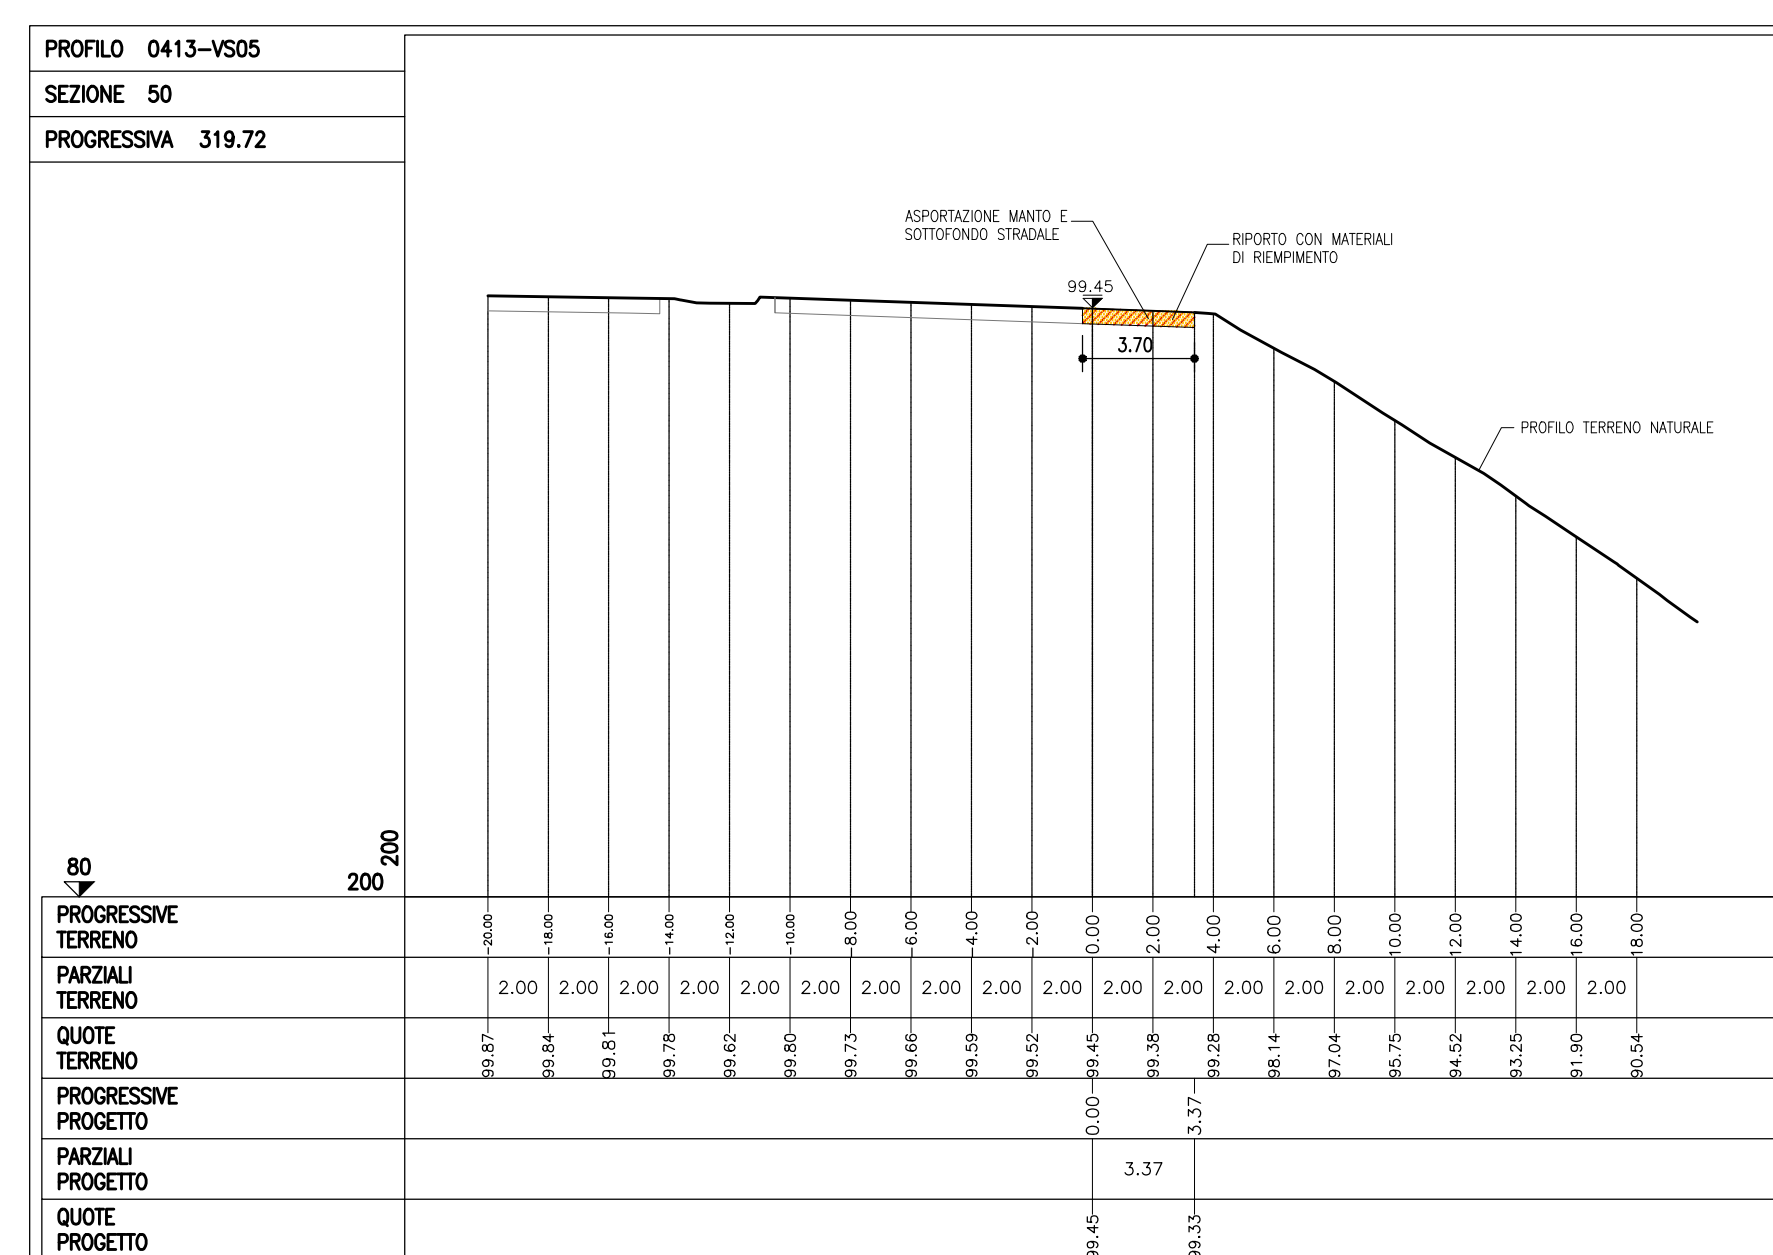 PROFILO 0413-VS05
SEZIONE 50
PROGRESSIVA 319.72
ASPORTAZIONE MANTO E
SOTTOFONDO STRADALE
RIPORTO CON MATERIALI
DI RIEMPIMENTO
99.45
3.70
PROFILO TERRENO NATURALE
200
80
200
PROGRESSIVE
TERRENO
-20.00 -18.00 -16.00 -14.00 -12.00 -10.00 -8.00 -6.00 -4.00 -2.00 0.00 2.00 4.00 6.00 8.00 10.00 12.00 14.00 16.00 18.00
PARZIALI
TERRENO
2.00 2.00 2.00 2.00 2.00 2.00 2.00 2.00 2.00 2.00 2.00 2.00 2.00 2.00 2.00 2.00 2.00 2.00 2.00
QUOTE
TERRENO
99.87 99.84 99.81 99.78 99.62 99.80 99.73 99.66 99.59 99.52 99.45 99.38 99.28 98.14 97.04 95.75 94.52 93.25 91.90 90.54
PROGRESSIVE
PROGETTO
0.00 3.37
PARZIALI
PROGETTO
3.37
QUOTE
PROGETTO
99.45 99.33